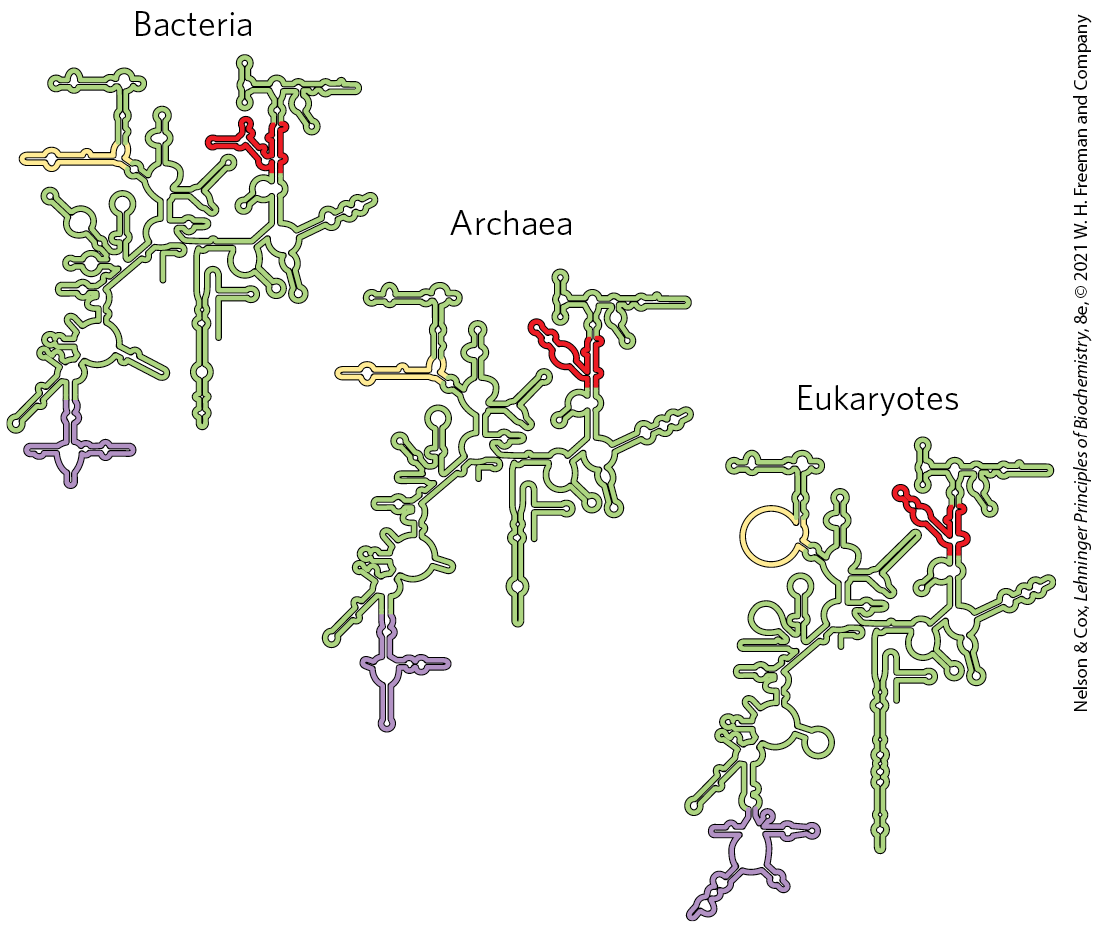 Bacteria
Archaea
Eukaryotes
Nelson & Cox, Lehninger Principles of Biochemistry, 8e, © 2021 W. H. Freeman and Company